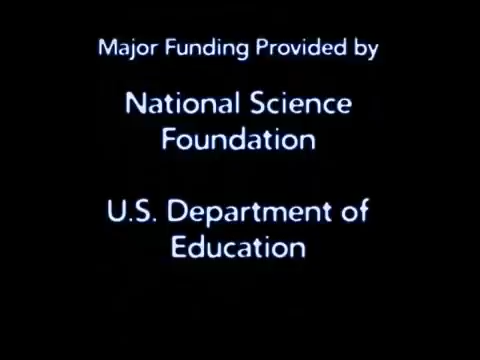 Major Funding Provided by
National Science
Foundation
U.S. Department of
Education